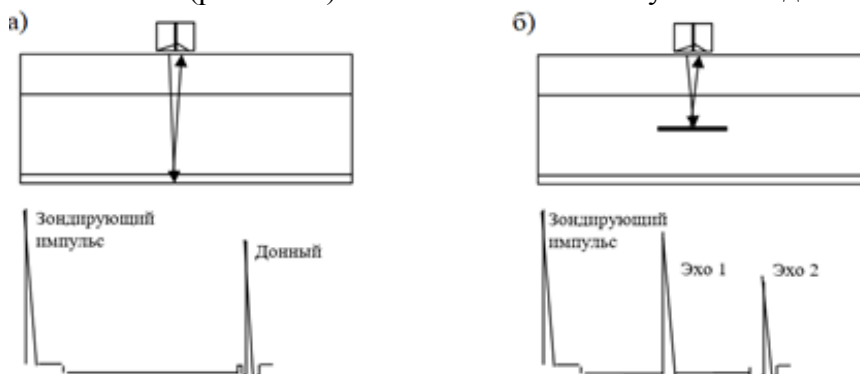 а)
б)
Зондирующий
импульс
Донный
Зондирующий
импульс
Эхо 1
Эхо 2